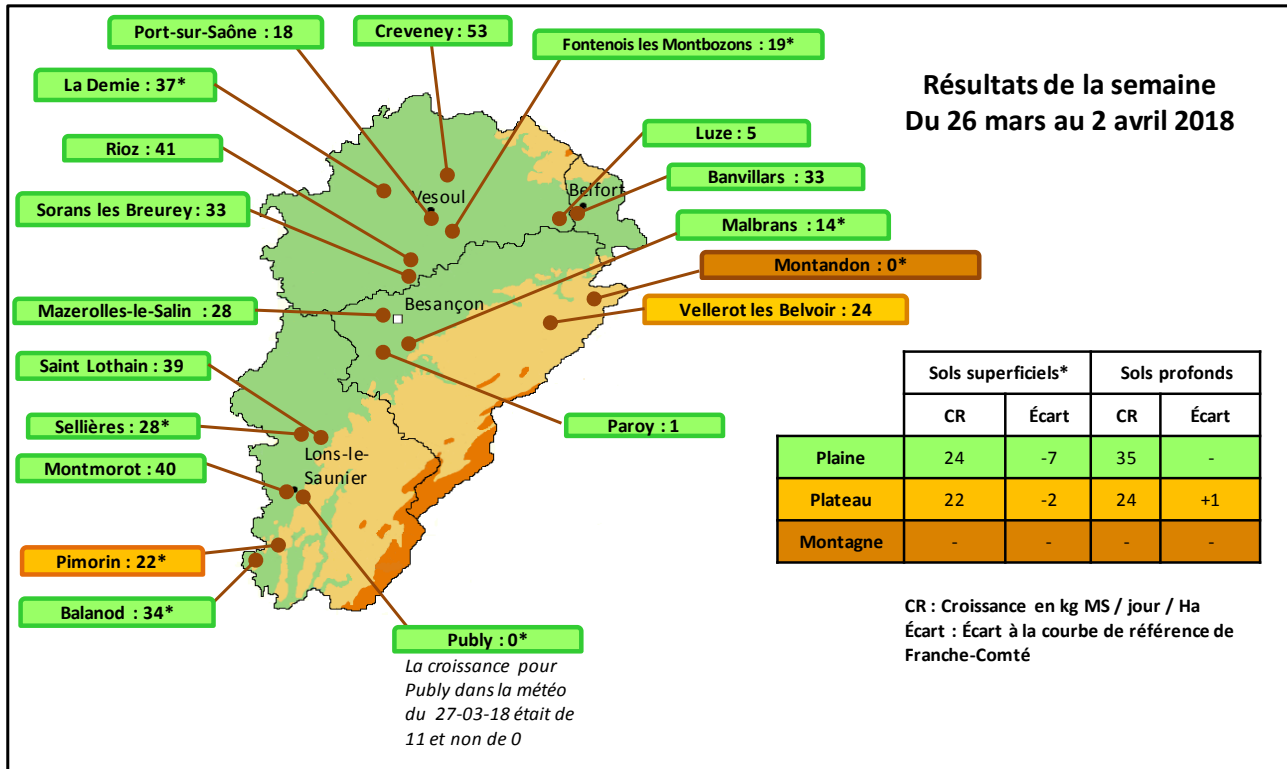 Port-sur-Saône : 18
Creveney : 53
Fontenois les Montbozons : 19*
La Demie : 37*
Résultats de la semaine
Du 26 mars au 2 avril 2018
Rioz : 41
Luze : 5
Vesoul
Belfort
Banvillars : 33
Sorans les Breurey : 33
Malbrans : 14*
Montandon : 0*
Mazerolles-le-Salin : 28
Besançon
Vellerot les Belvoir : 24
Saint Lothain : 39
Sellières : 28*
Paroy : 1
Lons-le-
Saunier
Montmorot : 40
Pimorin : 22*
Balanod : 34*
Publy : 0*
La croissance pour
Publy dans la météo
du 27-03-18 était de
11 et non de 0
Sols superficiels* Sols profonds
CR Écart CR Écart
Plaine 24 -7 35 -
Plateau 22 -2 24 +1
Montagne - - - -
CR : Croissance en kg MS / jour / Ha
Écart : Écart à la courbe de référence de
Franche-Comté